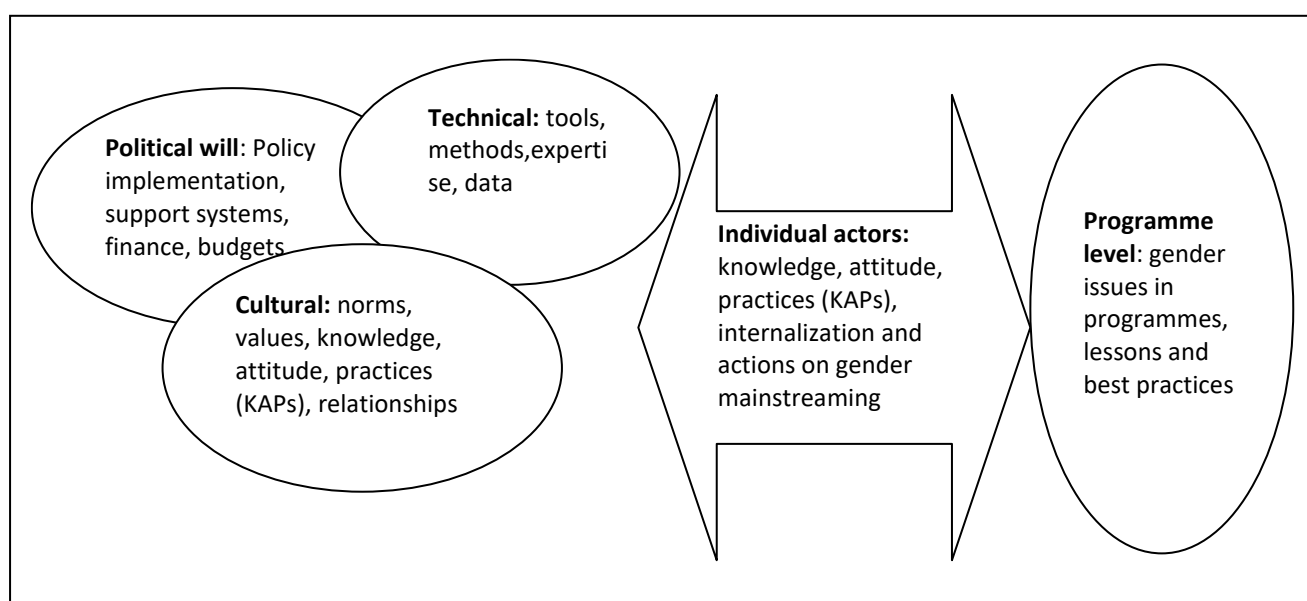 Political will: Policy
implementation,
support systems,
finance, budgets
Technical: tools,
methods,experti
se, data
Cultural: norms,
values, knowledge,
attitude, practices
(KAPs), relationships
Individual actors:
knowledge, attitude,
practices (KAPs),
internalization and
actions on gender
mainstreaming
Programme
level: gender
issues in
programmes,
lessons and
best practices